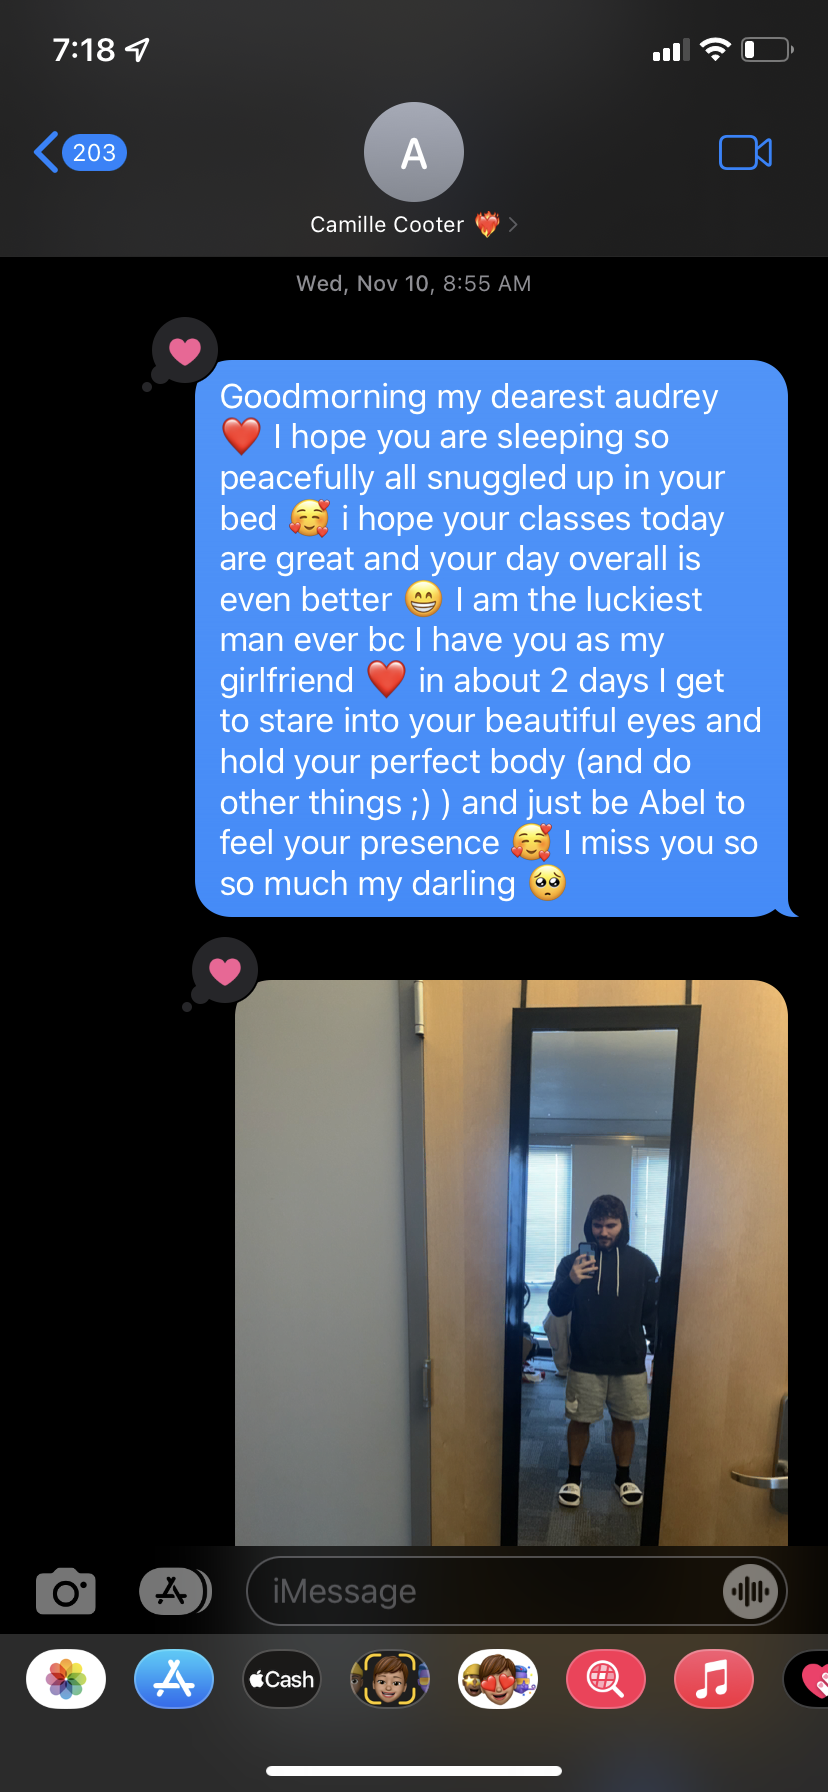 7:18
203
A
Camille Cooter ❤️‍🔥
Wed, Nov 10, 8:55 AM
Goodmorning my dearest audrey
❤️ I hope you are sleeping so
peacefully all snuggled up in your
bed 🥰 i hope your classes today
are great and your day overall is
even better 😁 I am the luckiest
man ever bc I have you as my
girlfriend ❤️ in about 2 days I get
to stare into your beautiful eyes and
hold your perfect body (and do
other things ;) ) and just be Abel to
feel your presence 🥰 I miss you so
so much my darling 🥺
iMessage
Cash